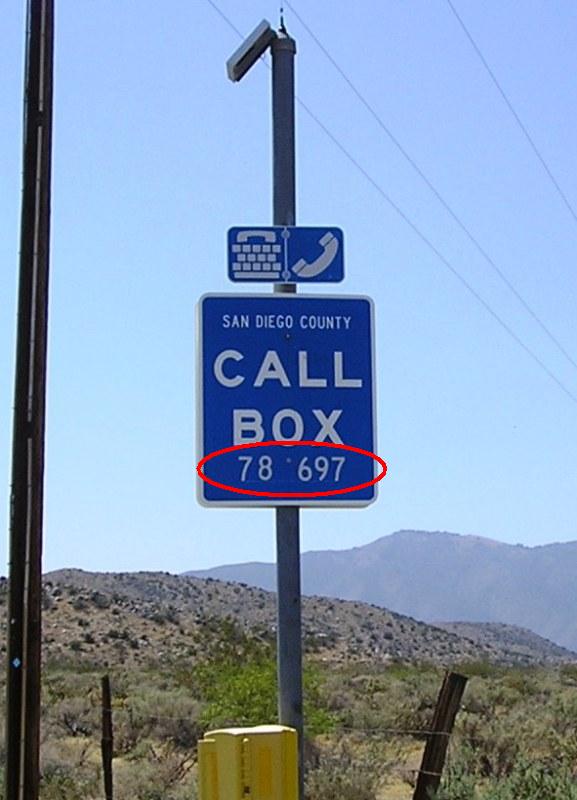 SAN DIEGO COUNTY
CALL
BOX
78 697